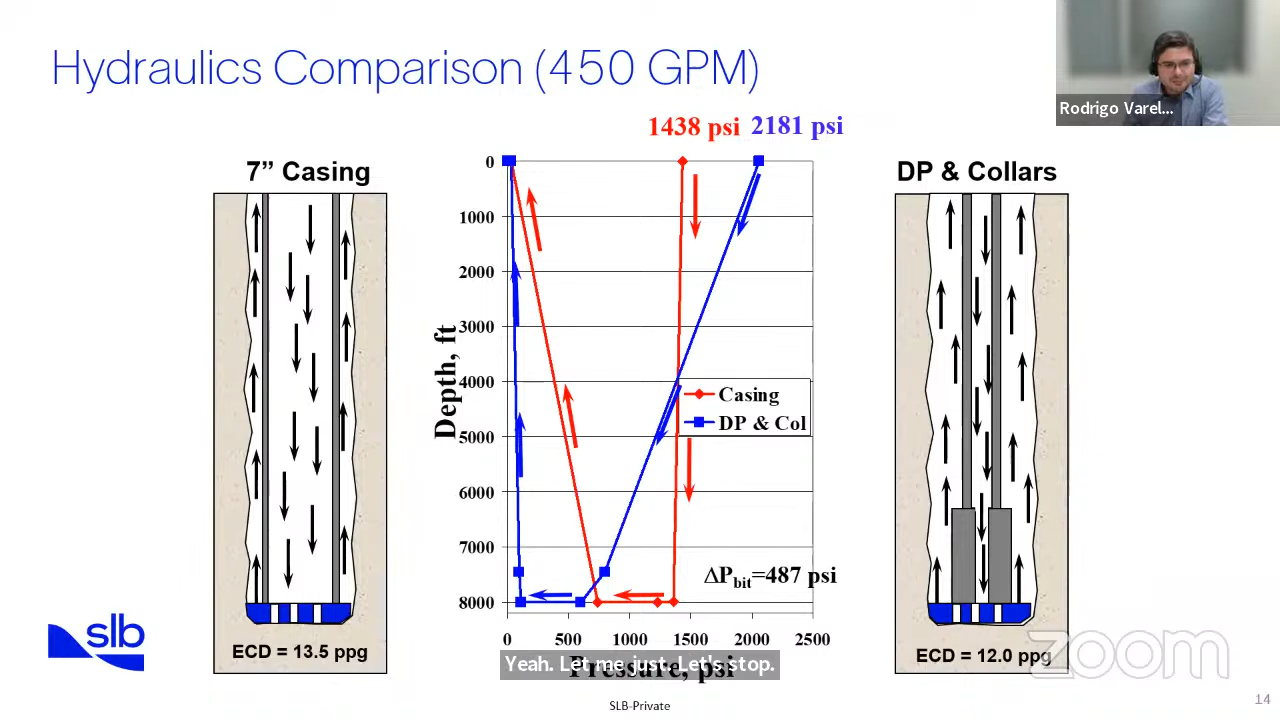 Hydraulics Comparison (450 GPM)
Rodrigo Varel...
1438 psi 2181 psi
7” Casing
DP & Collars
0
1000
2000
3000
4000
5000
6000
7000
8000
Depth, ft
Casing
DP & Col
ΔPbit=487 psi
0 500 1000 1500 2000 2500
Pressure, psi
Yeah. Let me just. Let's stop.
slb
ECD = 13.5 ppg
ECD = 12.0 ppg
zoom
SLB-Private
14